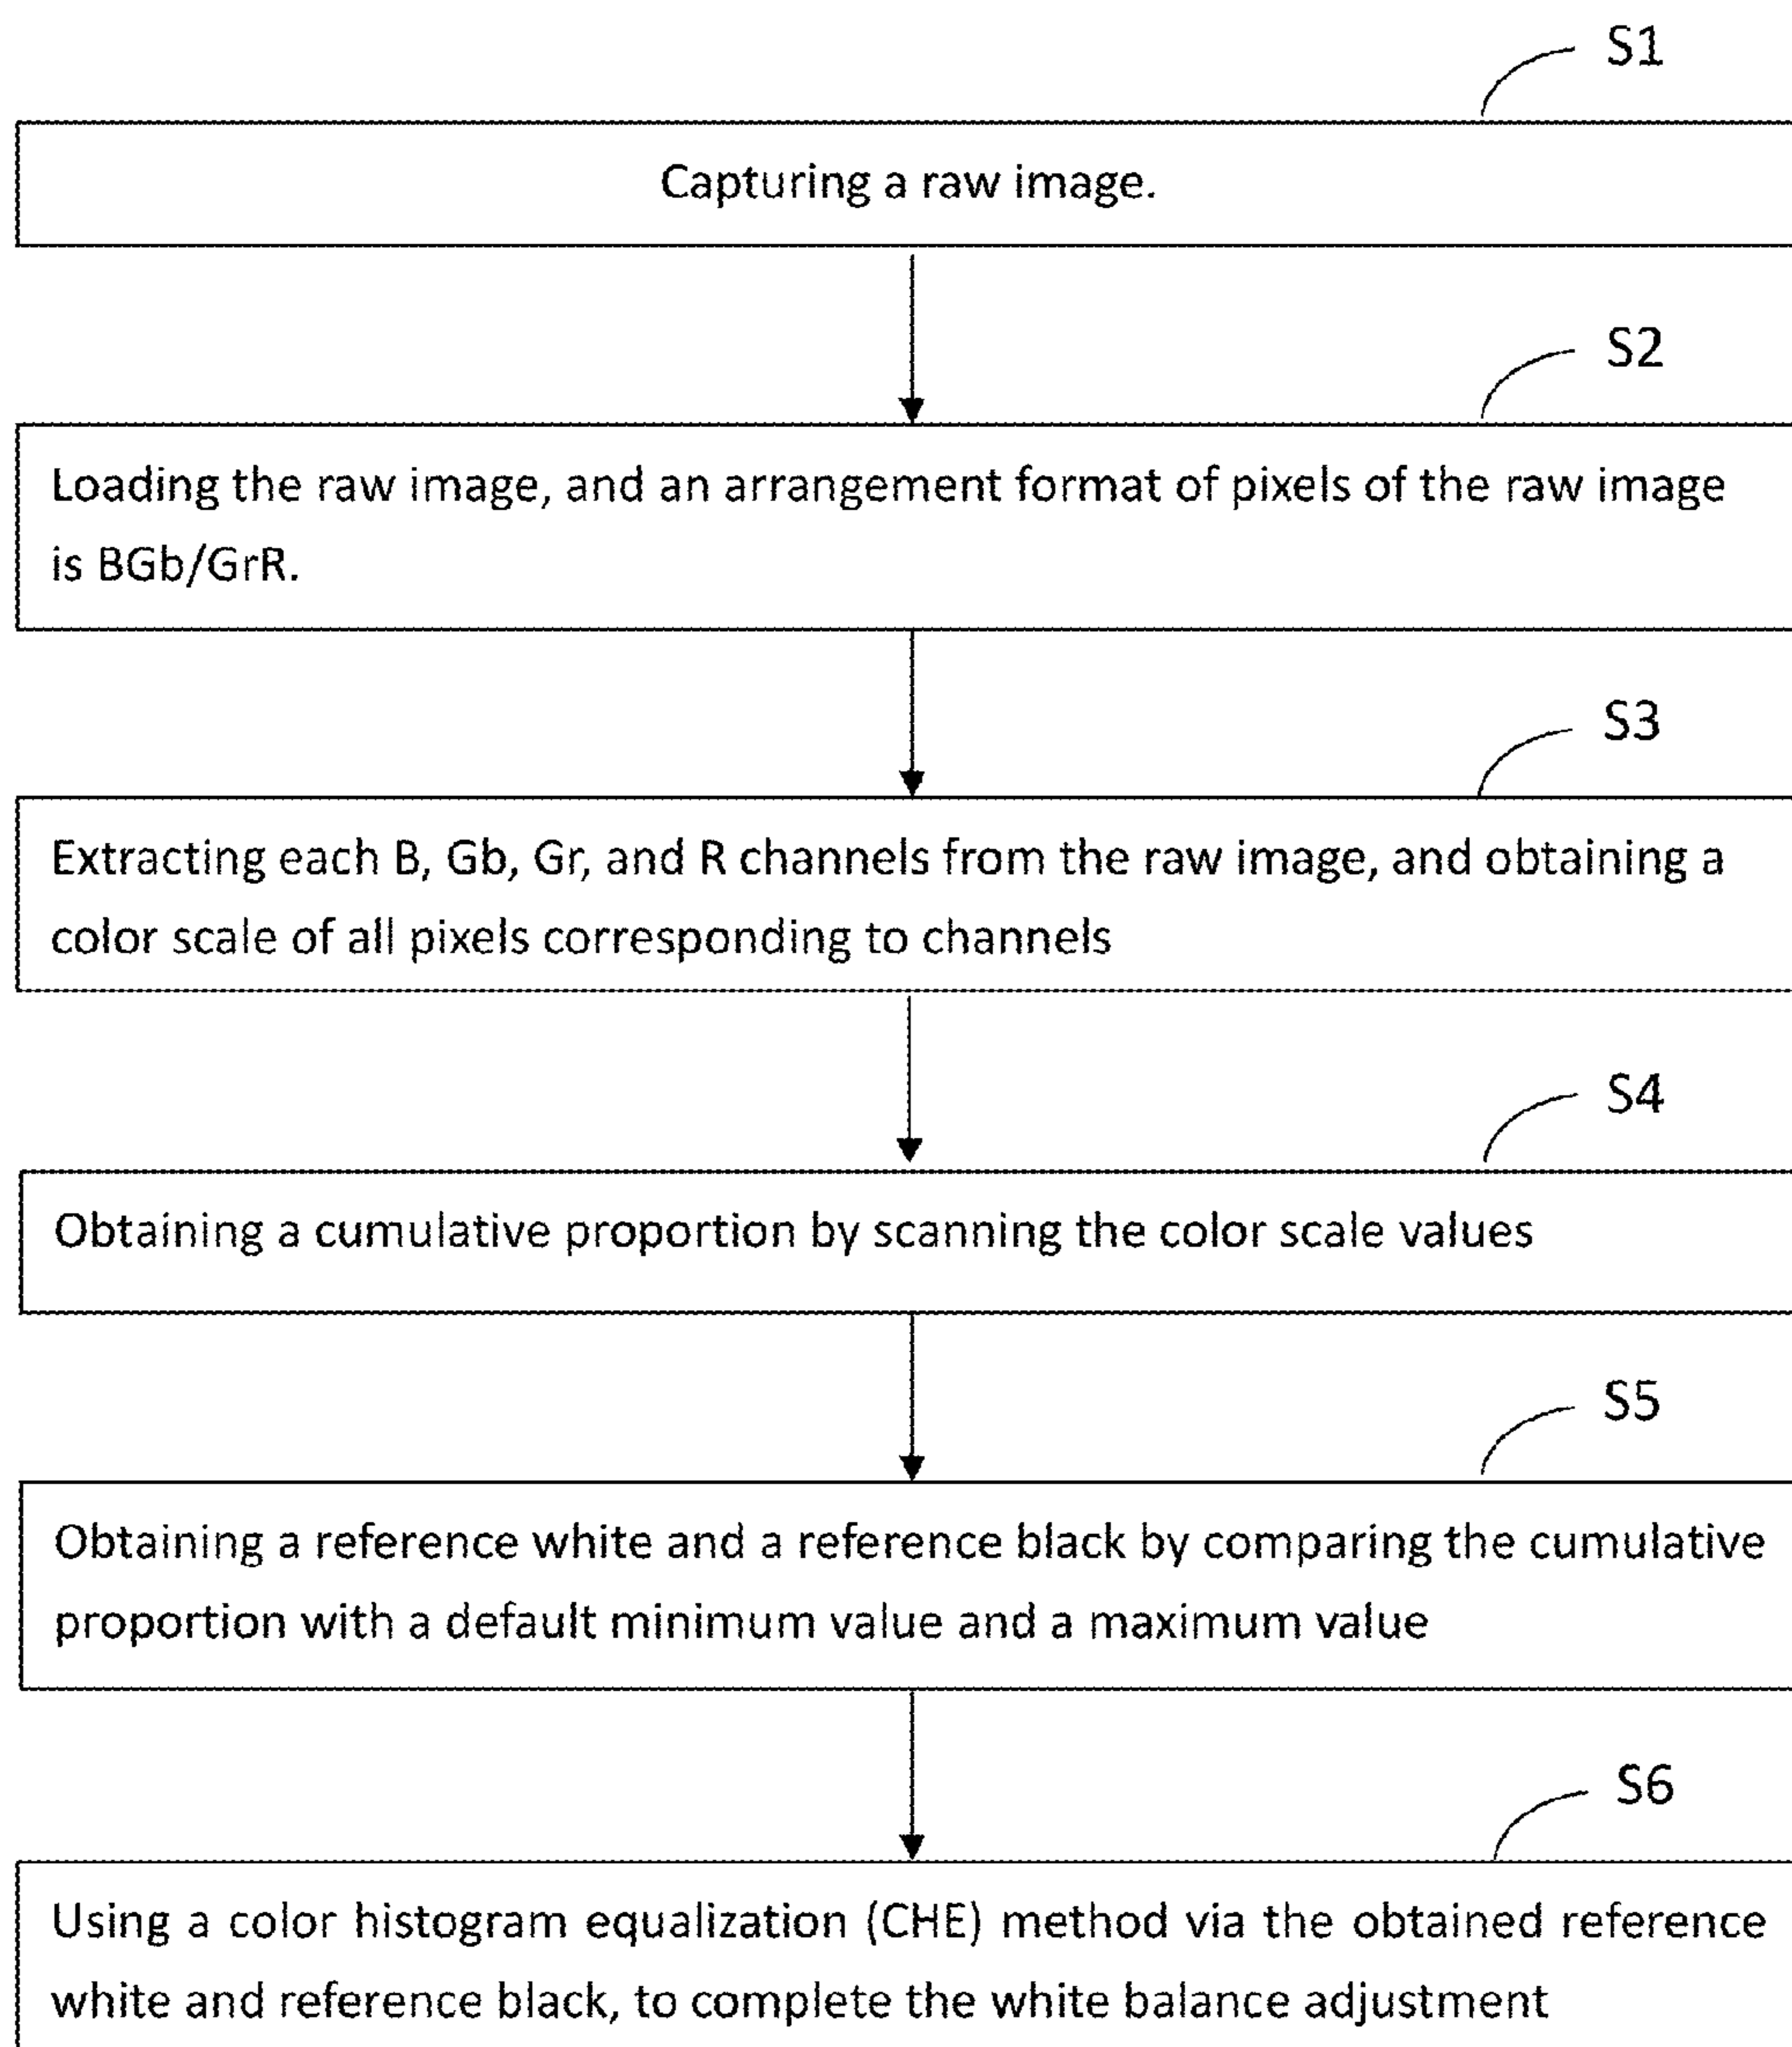 S1
Capturing a raw image.
S2
Loading the raw image, and an arrangement format of pixels of the raw image
is BGb/GrR.
S3
Extracting each B, Gb, Gr, and R channels from the raw image, and obtaining a
color scale of all pixels corresponding to channels
S4
Obtaining a cumulative proportion by scanning the color scale values
S5
Obtaining a reference white and a reference black by comparing the cumulative
proportion with a default minimum value and a maximum value
S6
Using a color histogram equalization (CHE) method via the obtained reference
white and reference black, to complete the white balance adjustment